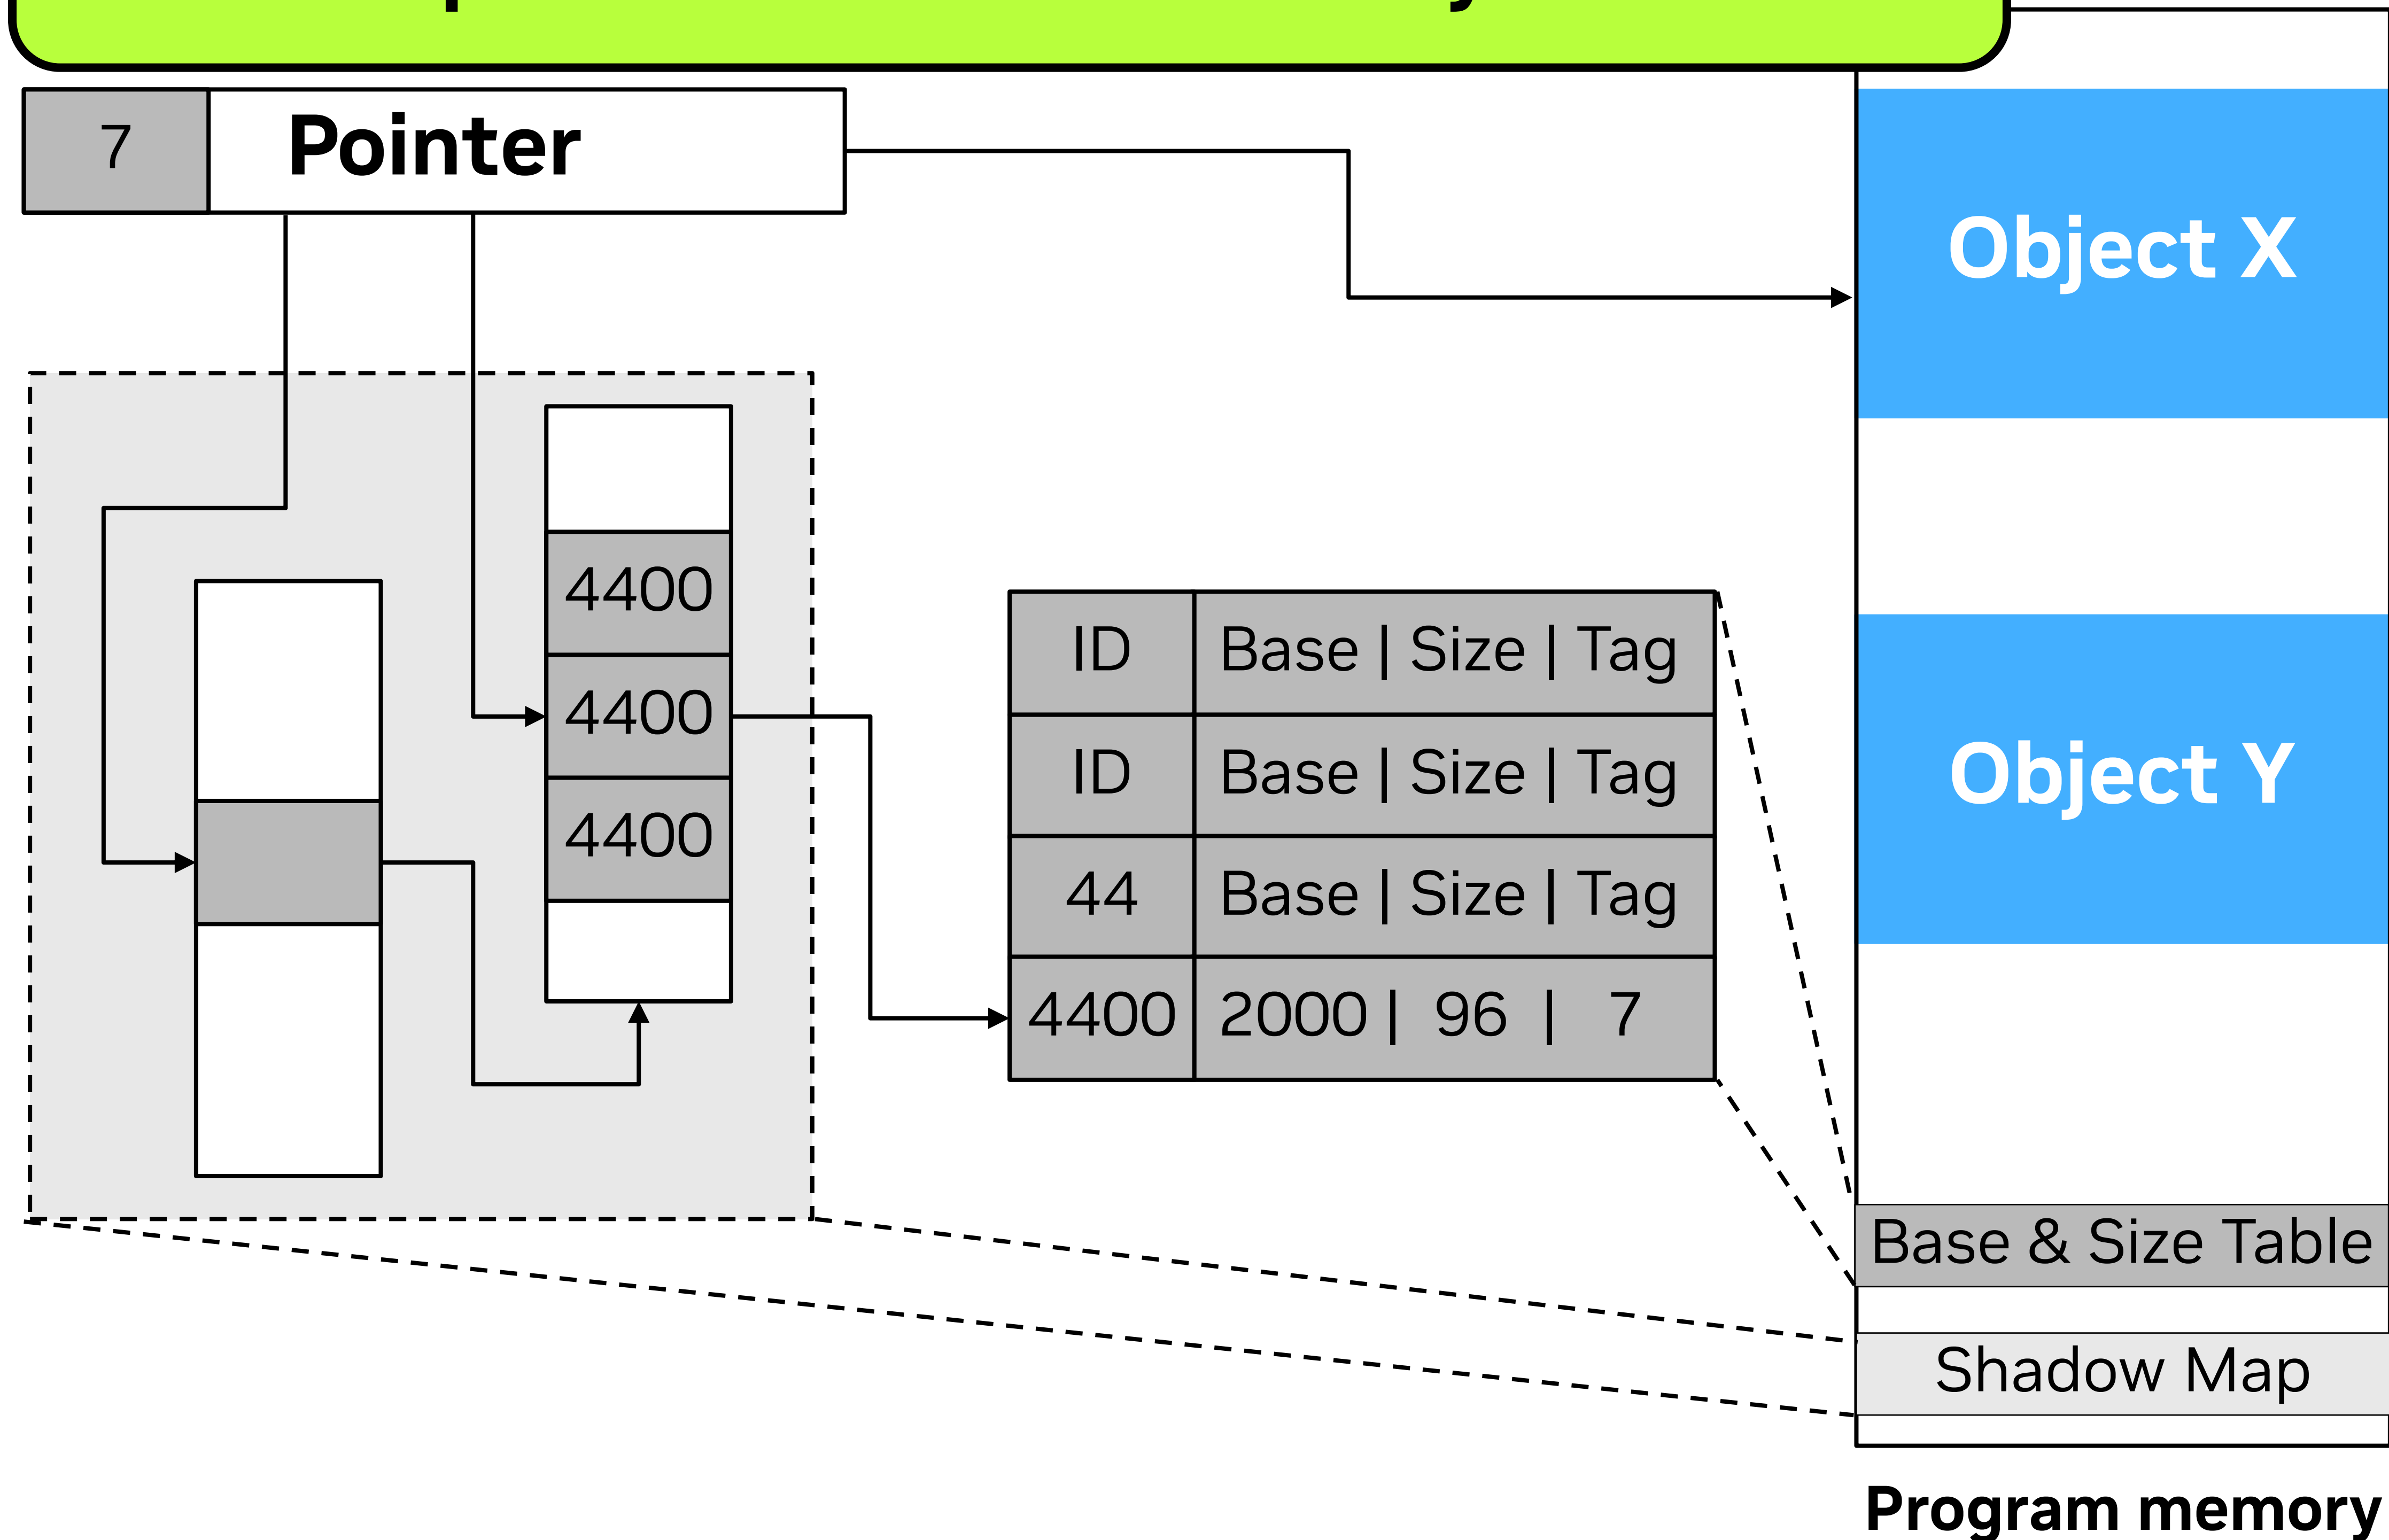 7 Pointer
Object X
4400
4400
4400
ID Base | Size | Tag
ID Base | Size | Tag
44 Base | Size | Tag
4400 2000 | 96 | 7
Object Y
Base & Size Table
Shadow Map
Program memory